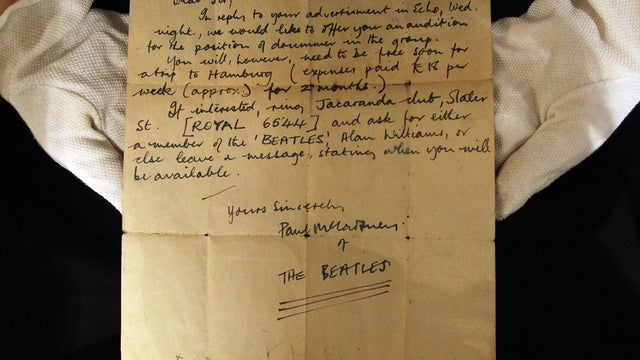 Dear Sir,
In reply to your advertisment in Echo, Wed.
night, we would like to offer you an audition
for the position of drummer in the group.
You will, however, need to be free soon for
a trip to Hamburg (expenses paid £18 per
week (approx.) for 2 months.)
If interested, ring Jacaranda club, Slater
St. [ROYAL 6544] and ask for either
a member of the 'BEATLES', Alan Williams, or
else leave a message, stating when you will
be available.
Yours Sincerely
Paul McCartney.
of
THE BEATLES